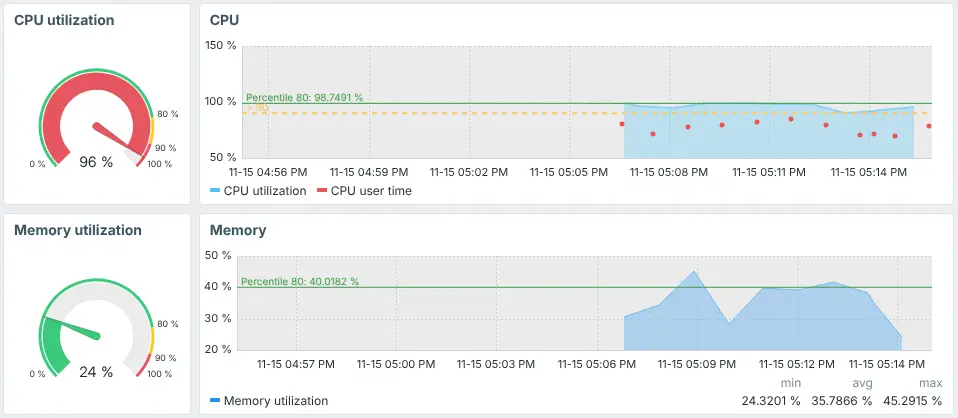 CPU utilization
80 %
90 %
0 %
100 %
96 %
CPU
150 %
100 %
50 %
Percentile 80: 98.7491 %
> 90
11-15 04:56 PM 11-15 04:59 PM 11-15 05:02 PM 11-15 05:05 PM 11-15 05:08 PM 11-15 05:11 PM 11-15 05:14 PM
CPU utilization CPU user time
Memory utilization
80 %
90 %
0 %
100 %
24 %
Memory
50 %
Percentile 80: 40.0182 %
40 %
30 %
20 %
11-15 04:57 PM 11-15 05:00 PM 11-15 05:03 PM 11-15 05:06 PM 11-15 05:09 PM 11-15 05:12 PM 11-15 05:14 PM
min avg max
Memory utilization 24.3201 % 35.7866 % 45.2915 %